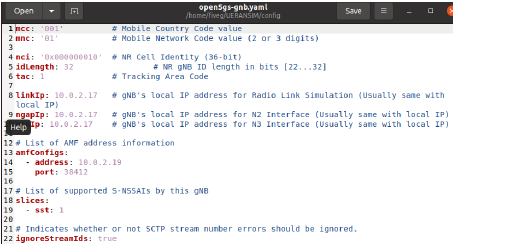 Open
open5gs-gnb.yaml
/home/fiveg/UERANSIM/config
Save
1 mcc: '001' # Mobile Country Code value
2 mnc: '01' # Mobile Network Code value (2 or 3 digits)
3
4 nci: '0x000000010' # NR Cell Identity (36-bit)
5 idLength: 32 # NR gNB ID length in bits [22...32]
6 tac: 1 # Tracking Area Code
7
8 linkIp: 10.0.2.17 # gNB's local IP address for Radio Link Simulation (Usually same with
local IP)
9 ngapIp: 10.0.2.17 # gNB's local IP address for N2 Interface (Usually same with local IP)
Ip: 10.0.2.17 # gNB's local IP address for N3 Interface (Usually same with local IP)
Help
12 # List of AMF address information
13 amfConfigs:
14 - address: 10.0.2.19
15 port: 38412
16
17 # List of supported S-NSSAIs by this gNB
18 slices:
19 - sst: 1
20
21 # Indicates whether or not SCTP stream number errors should be ignored.
22 ignoreStreamIds: true